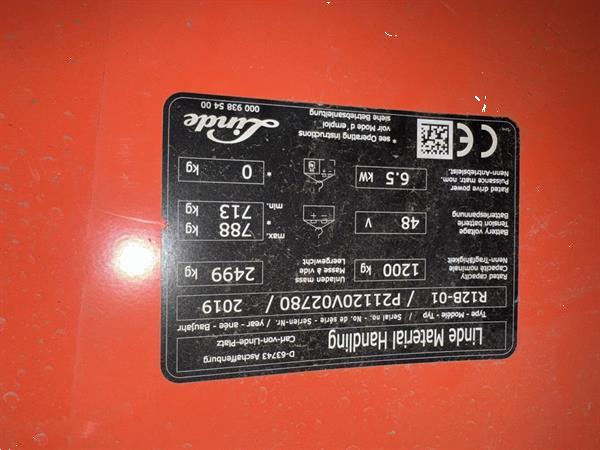 Linde Material Handling
Carl-von-Linde-Platz
D-63743 Aschaffenburg
Type - Modèle - Typ / Serial no. - No. de série - Serien-Nr. / year - anée - Baujahr
R12B-01 / P21120V02780 / 2019
Rated capacity
Capacité nominale
Nenn-Tragfähigkeit
1200 kg
Unladen mass
Masse à vide
Leergewicht
2499 kg
Battery voltage
Tension batterie
Batteriespannung
48 V
max. 788 kg
min. 713 kg
*
Rated drive power
Puissance motr. nom.
Nenn-Antriebsleist.
6.5 kW
* 0 kg
CE
* see Operating instructions
voir Mode d'emploi
siehe Betriebsanleitung
Linde
000 938 54 00